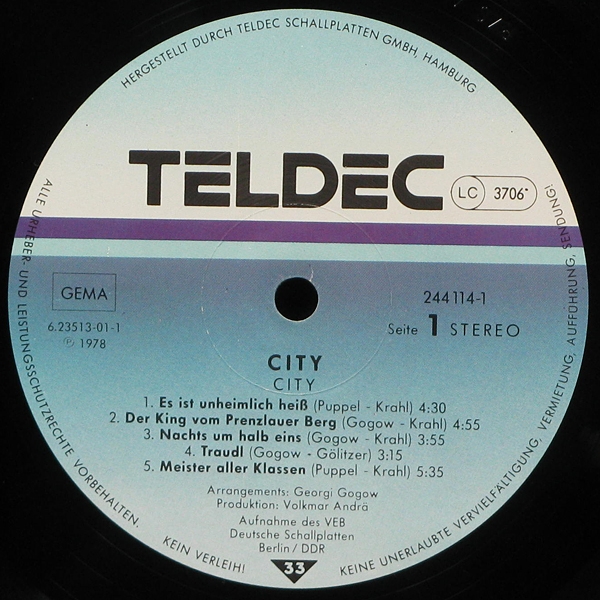 HERGESTELLT DURCH TELDEC SCHALLPLATTEN GMBH, HAMBURG
TELDEC
LC 3706
GEMA
6.23513-01-1
℗ 1978
244114-1
Seite 1 STEREO
CITY
CITY
1. Es ist unheimlich heiß (Puppel - Krahl) 4:30
2. Der King vom Prenzlauer Berg (Gogow - Krahl) 4:55
3. Nachts um halb eins (Gogow - Krahl) 3:55
4. Traudl (Gogow - Gölitzer) 3:15
5. Meister aller Klassen (Puppel - Krahl) 5:35
Arrangements: Georgi Gogow
Produktion: Volkmar Andrä
Aufnahme des VEB
Deutsche Schallplatten
Berlin / DDR
33
ALLE URHEBER- UND LEISTUNGSSCHUTZRECHTE VORBEHALTEN. KEIN VERLEIH! KEINE UNERLAUBTE VERVIELFÄLTIGUNG, VERMIETUNG, AUFFÜHRUNG, SENDUNG!